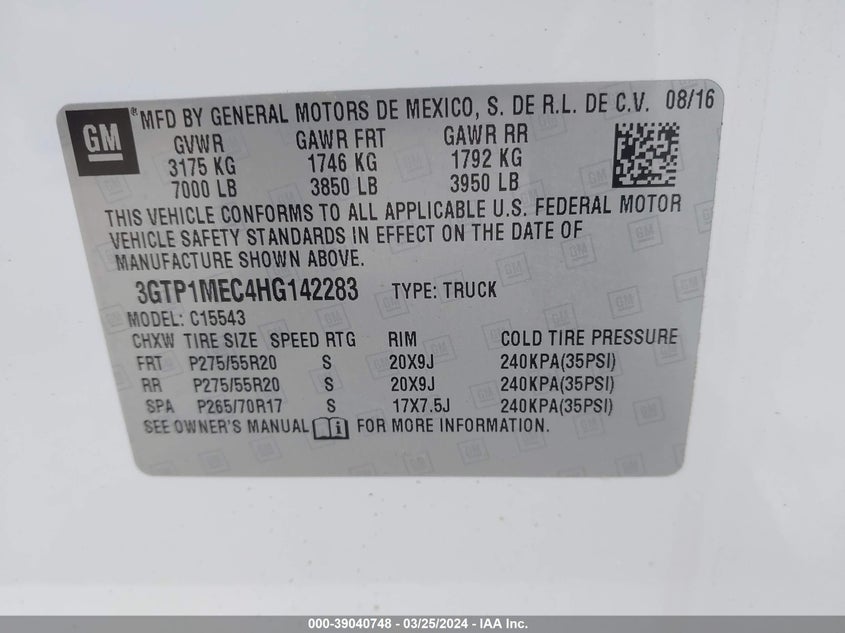 GM
® MFD BY GENERAL MOTORS DE MEXICO, S. DE R.L. DE C.V. 08/16
GVWR GAWR FRT GAWR RR
3175 KG 1746 KG 1792 KG
7000 LB 3850 LB 3950 LB
THIS VEHICLE CONFORMS TO ALL APPLICABLE U.S. FEDERAL MOTOR
VEHICLE SAFETY STANDARDS IN EFFECT ON THE DATE OF
MANUFACTURE SHOWN ABOVE.
3GTP1MEC4HG142283 TYPE: TRUCK
MODEL: C15543
CHXW TIRE SIZE SPEED RTG RIM COLD TIRE PRESSURE
FRT P275/55R20 S 20X9J 240KPA(35PSI)
RR P275/55R20 S 20X9J 240KPA(35PSI)
SPA P265/70R17 S 17X7.5J 240KPA(35PSI)
SEE OWNER'S MANUAL i FOR MORE INFORMATION.
000-39040748 - 03/25/2024 - IAA Inc.